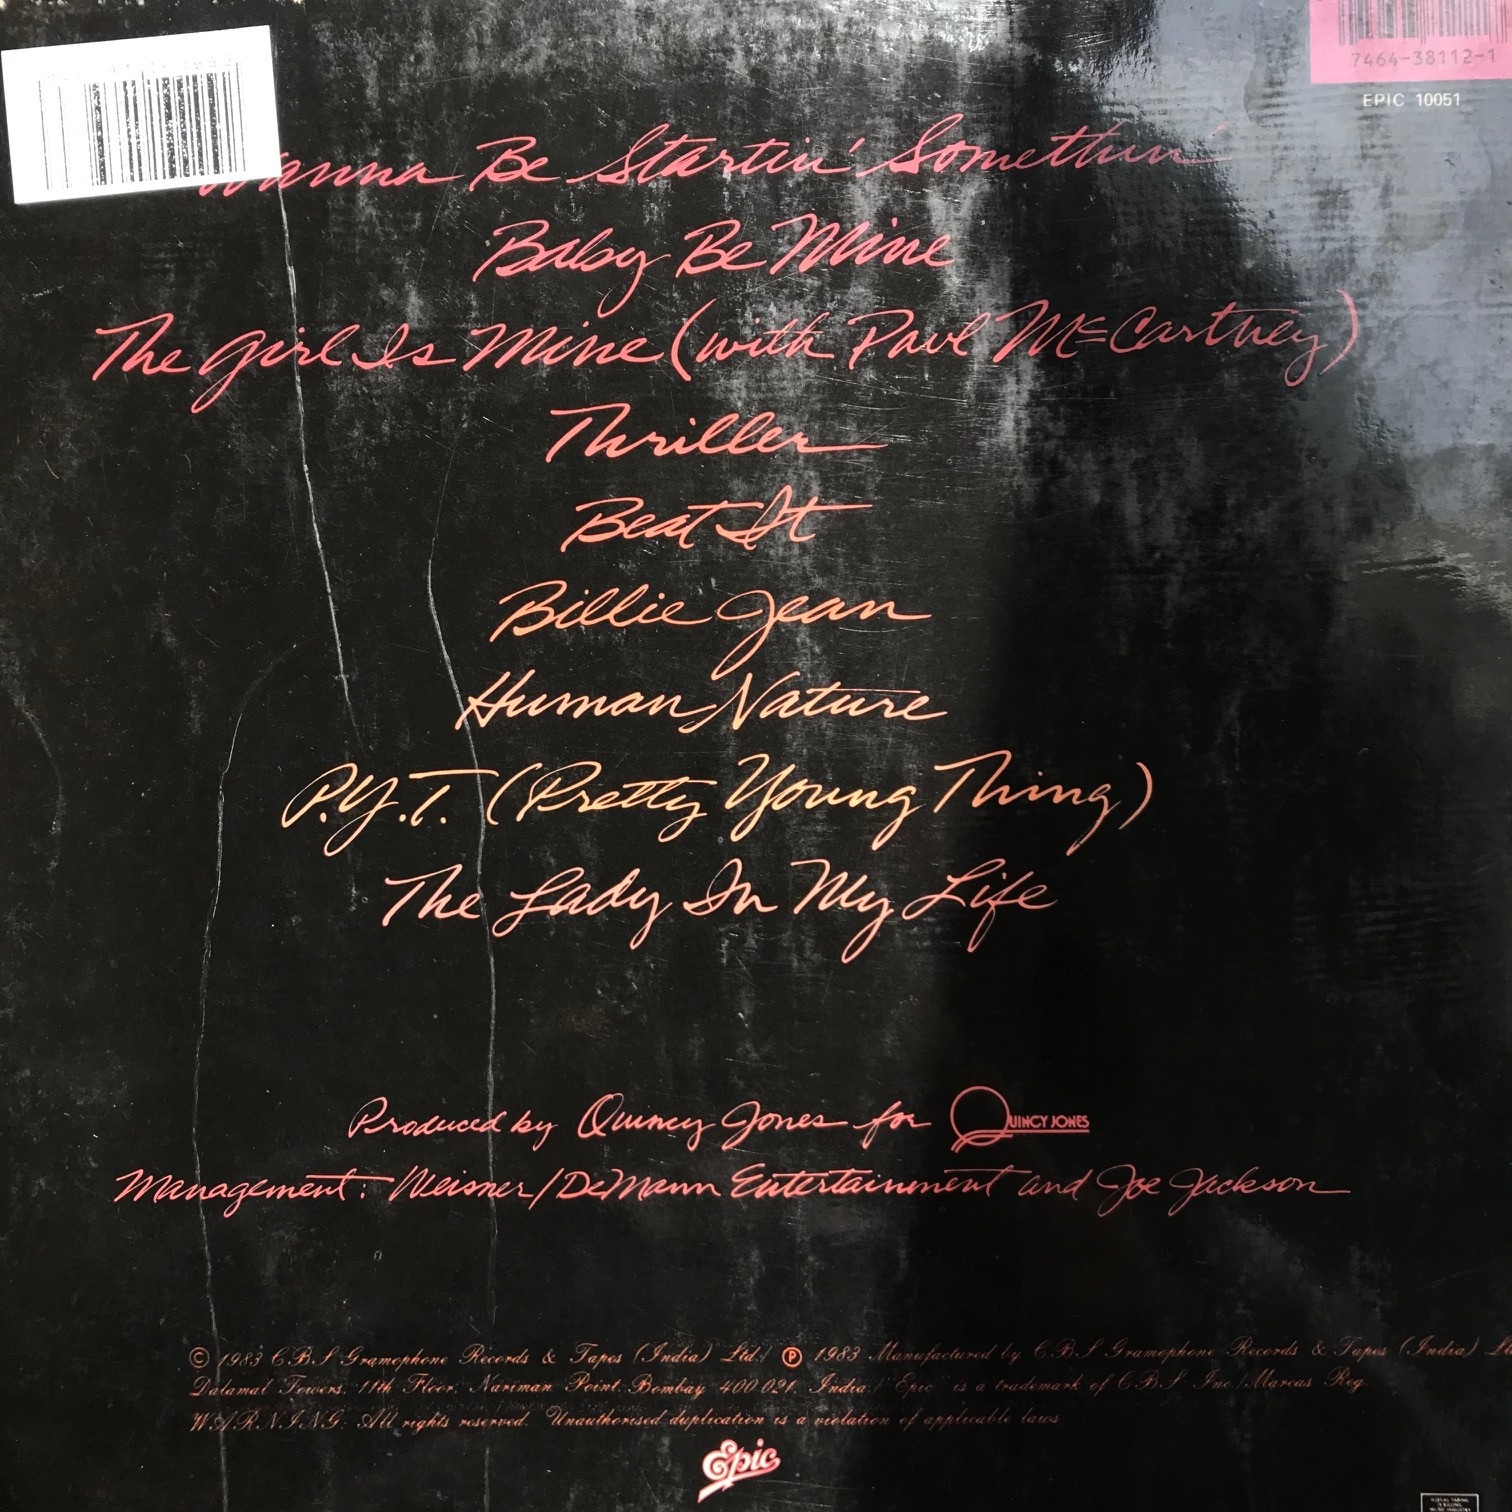 7464-38112-1
EPIC 10051
Wanna Be Startin' Somethin'
Baby Be Mine
The Girl Is Mine (with Paul McCartney)
Thriller
Beat It
Billie Jean
Human Nature
P.Y.T. (Pretty Young Thing)
The Lady In My Life
Produced by Quincy Jones for QUINCY JONES
Management: Weisner/DeMann Entertainment and Joe Jackson
© 1983 C.B.S Gramophone Records & Tapes (India) Ltd./ ℗ 1983 Manufactured by C.B.S Gramophone Records & Tapes (India) Lt
Dalamal Towers, 11th Floor, Nariman Point, Bombay 400 021, India./ Epic is a trademark of C.B.S Inc./Marcas Reg.
W.A.R.N.I.N.G: All rights reserved. Unauthorised duplication is a violation of applicable laws
Epic